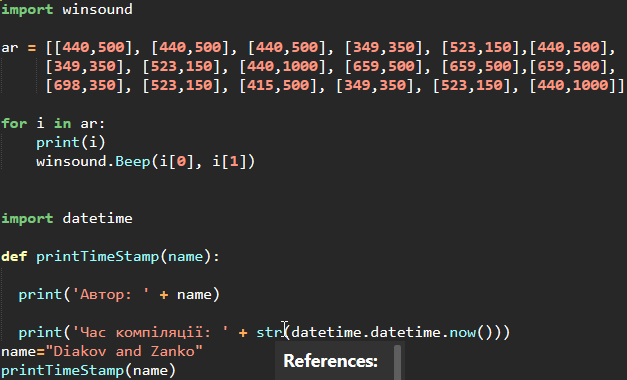 import winsound
ar = [[440,500], [440,500], [440,500], [349,350], [523,150],[440,500],
[349,350], [523,150], [440,1000], [659,500], [659,500],[659,500],
[698,350], [523,150], [415,500], [349,350], [523,150], [440,1000]]
for i in ar:
print(i)
winsound.Beep(i[0], i[1])
import datetime
def printTimeStamp(name):
print('Автор: ' + name)
print('Час компіляції: ' + str(datetime.datetime.now()))
name="Diakov and Zanko"
printTimeStamp(name)
References: